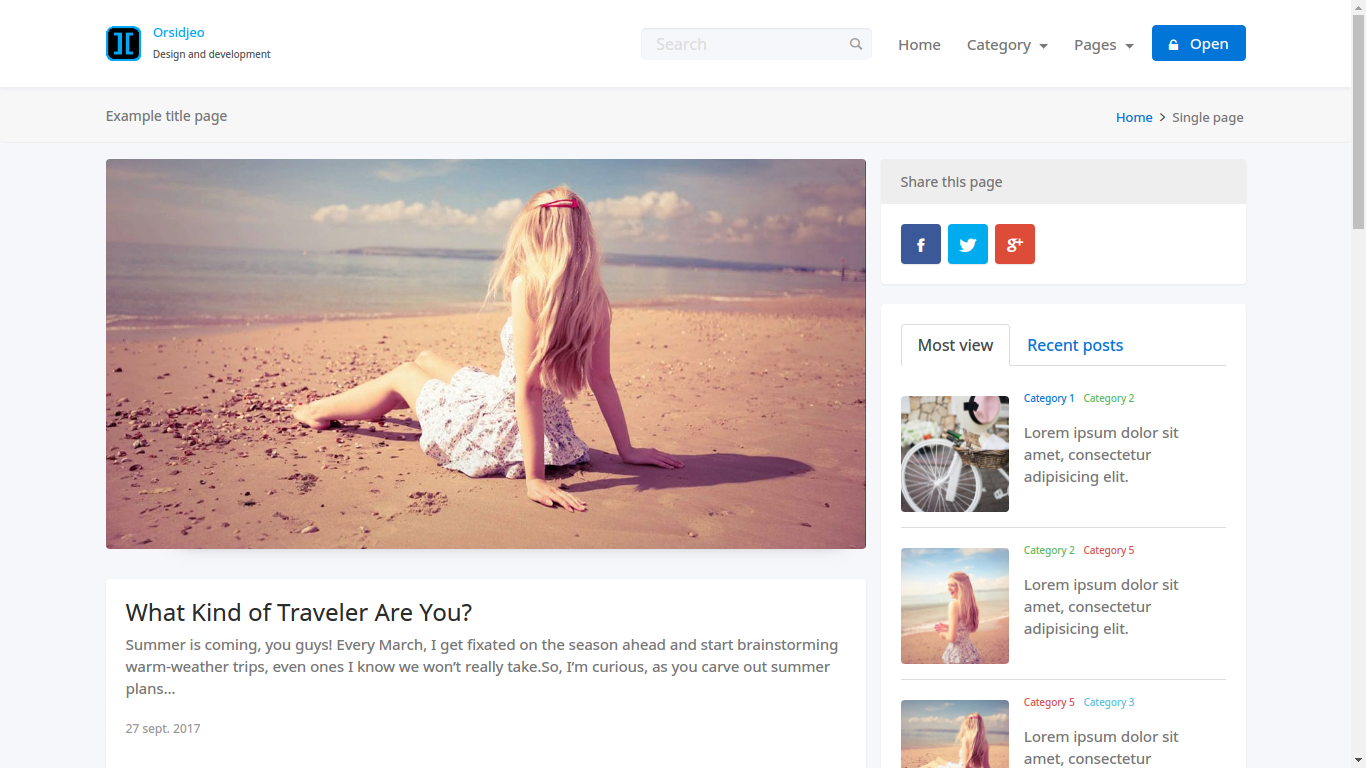 Orsidjeo
Design and development
Search
Home
Category
Pages
Open
Example title page
Home
Single page
Share this page
f
g+
Most view
Recent posts
Category 1 Category 2
Lorem ipsum dolor sit
amet, consectetur
adipisicing elit.
Category 2 Category 5
Lorem ipsum dolor sit
amet, consectetur
adipisicing elit.
Category 5 Category 3
Lorem ipsum dolor sit
amet, consectetur
What Kind of Traveler Are You?
Summer is coming, you guys! Every March, I get fixated on the season ahead and start brainstorming
warm-weather trips, even ones I know we won’t really take.So, I’m curious, as you carve out summer
plans...
27 sept. 2017